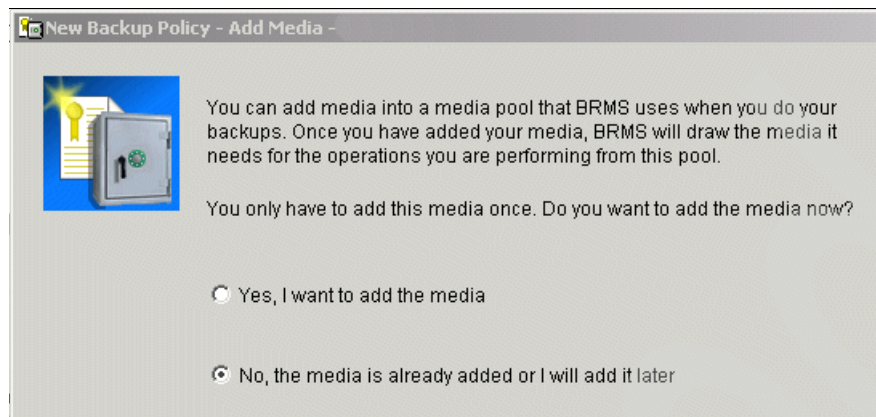 New Backup Policy - Add Media -
You can add media into a media pool that BRMS uses when you do your
backups. Once you have added your media, BRMS will draw the media it
needs for the operations you are performing from this pool.
You only have to add this media once. Do you want to add the media now?
Yes, I want to add the media
No, the media is already added or I will add it later